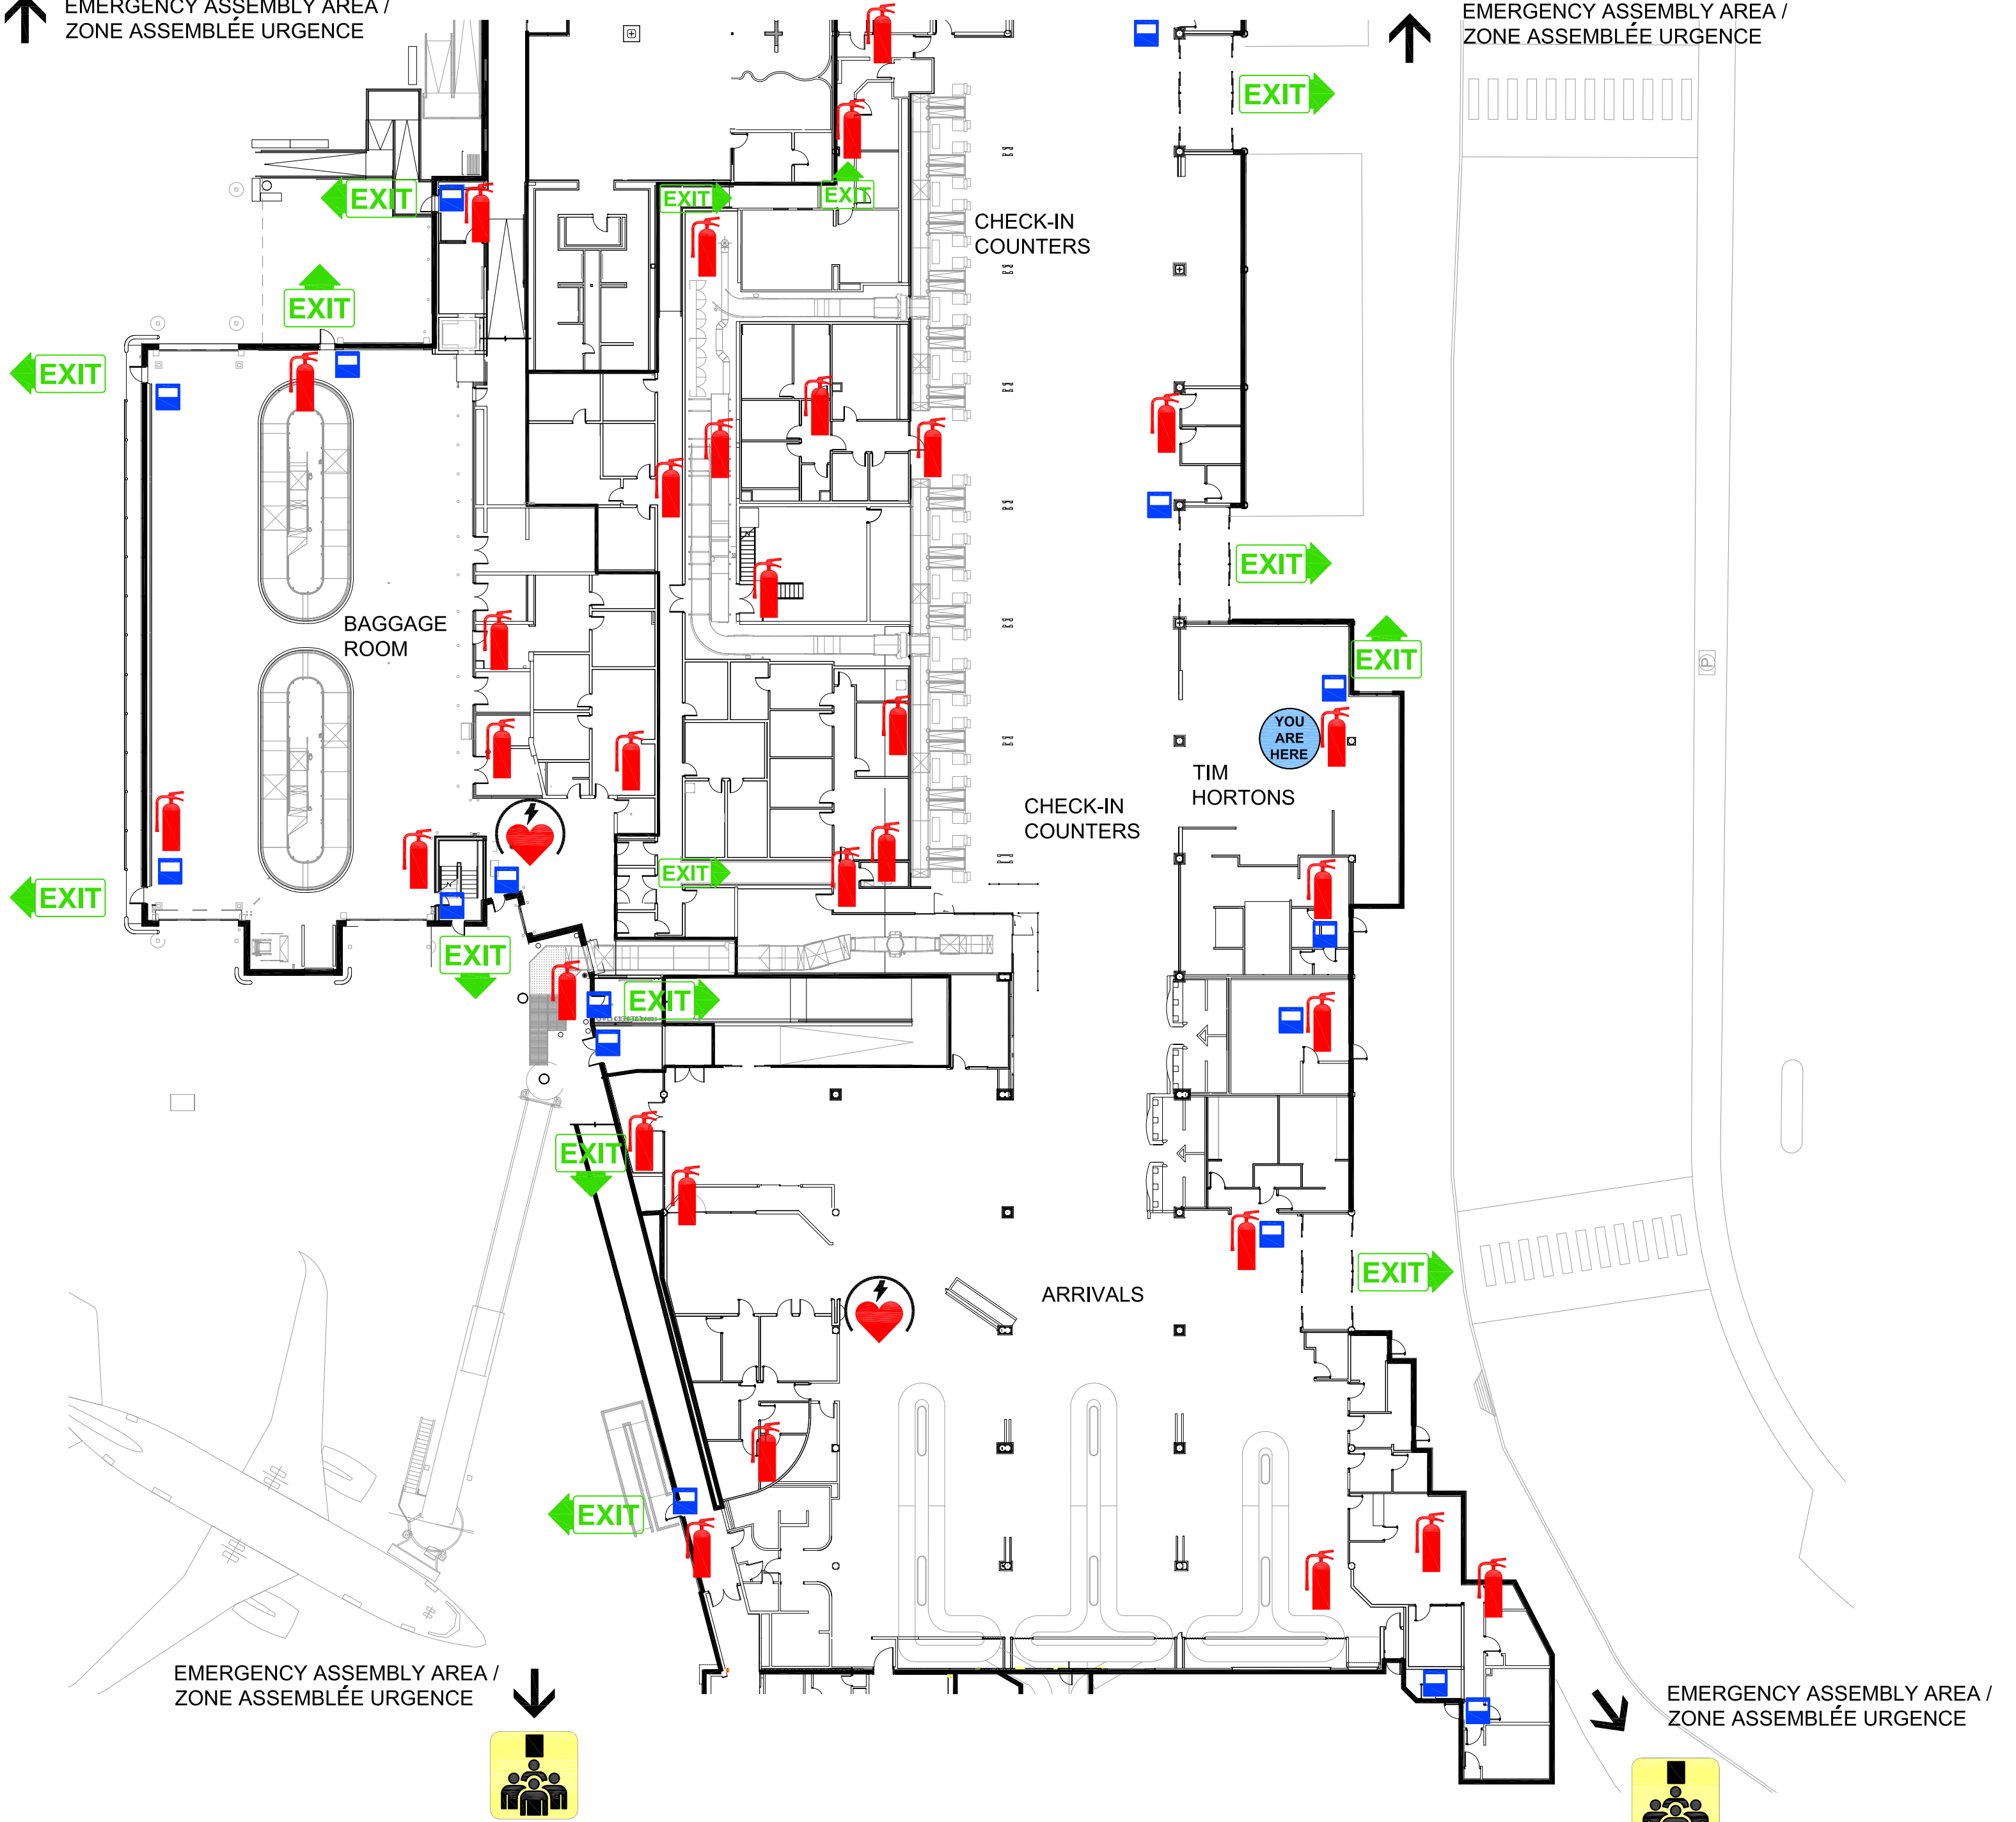 EMERGENCY ASSEMBLY AREA /
ZONE ASSEMBLÉE URGENCE
EMERGENCY ASSEMBLY AREA /
ZONE ASSEMBLÉE URGENCE
EXIT
EXIT
EXIT
EXIT
CHECK-IN
COUNTERS
EXIT
EXIT
EXIT
BAGGAGE
ROOM
EXIT
P
YOU
ARE
HERE
TIM
HORTONS
CHECK-IN
COUNTERS
EXIT
EXIT
EXIT
EXIT
EXIT
EXIT
ARRIVALS
EXIT
EMERGENCY ASSEMBLY AREA /
ZONE ASSEMBLÉE URGENCE
EMERGENCY ASSEMBLY AREA /
ZONE ASSEMBLÉE URGENCE